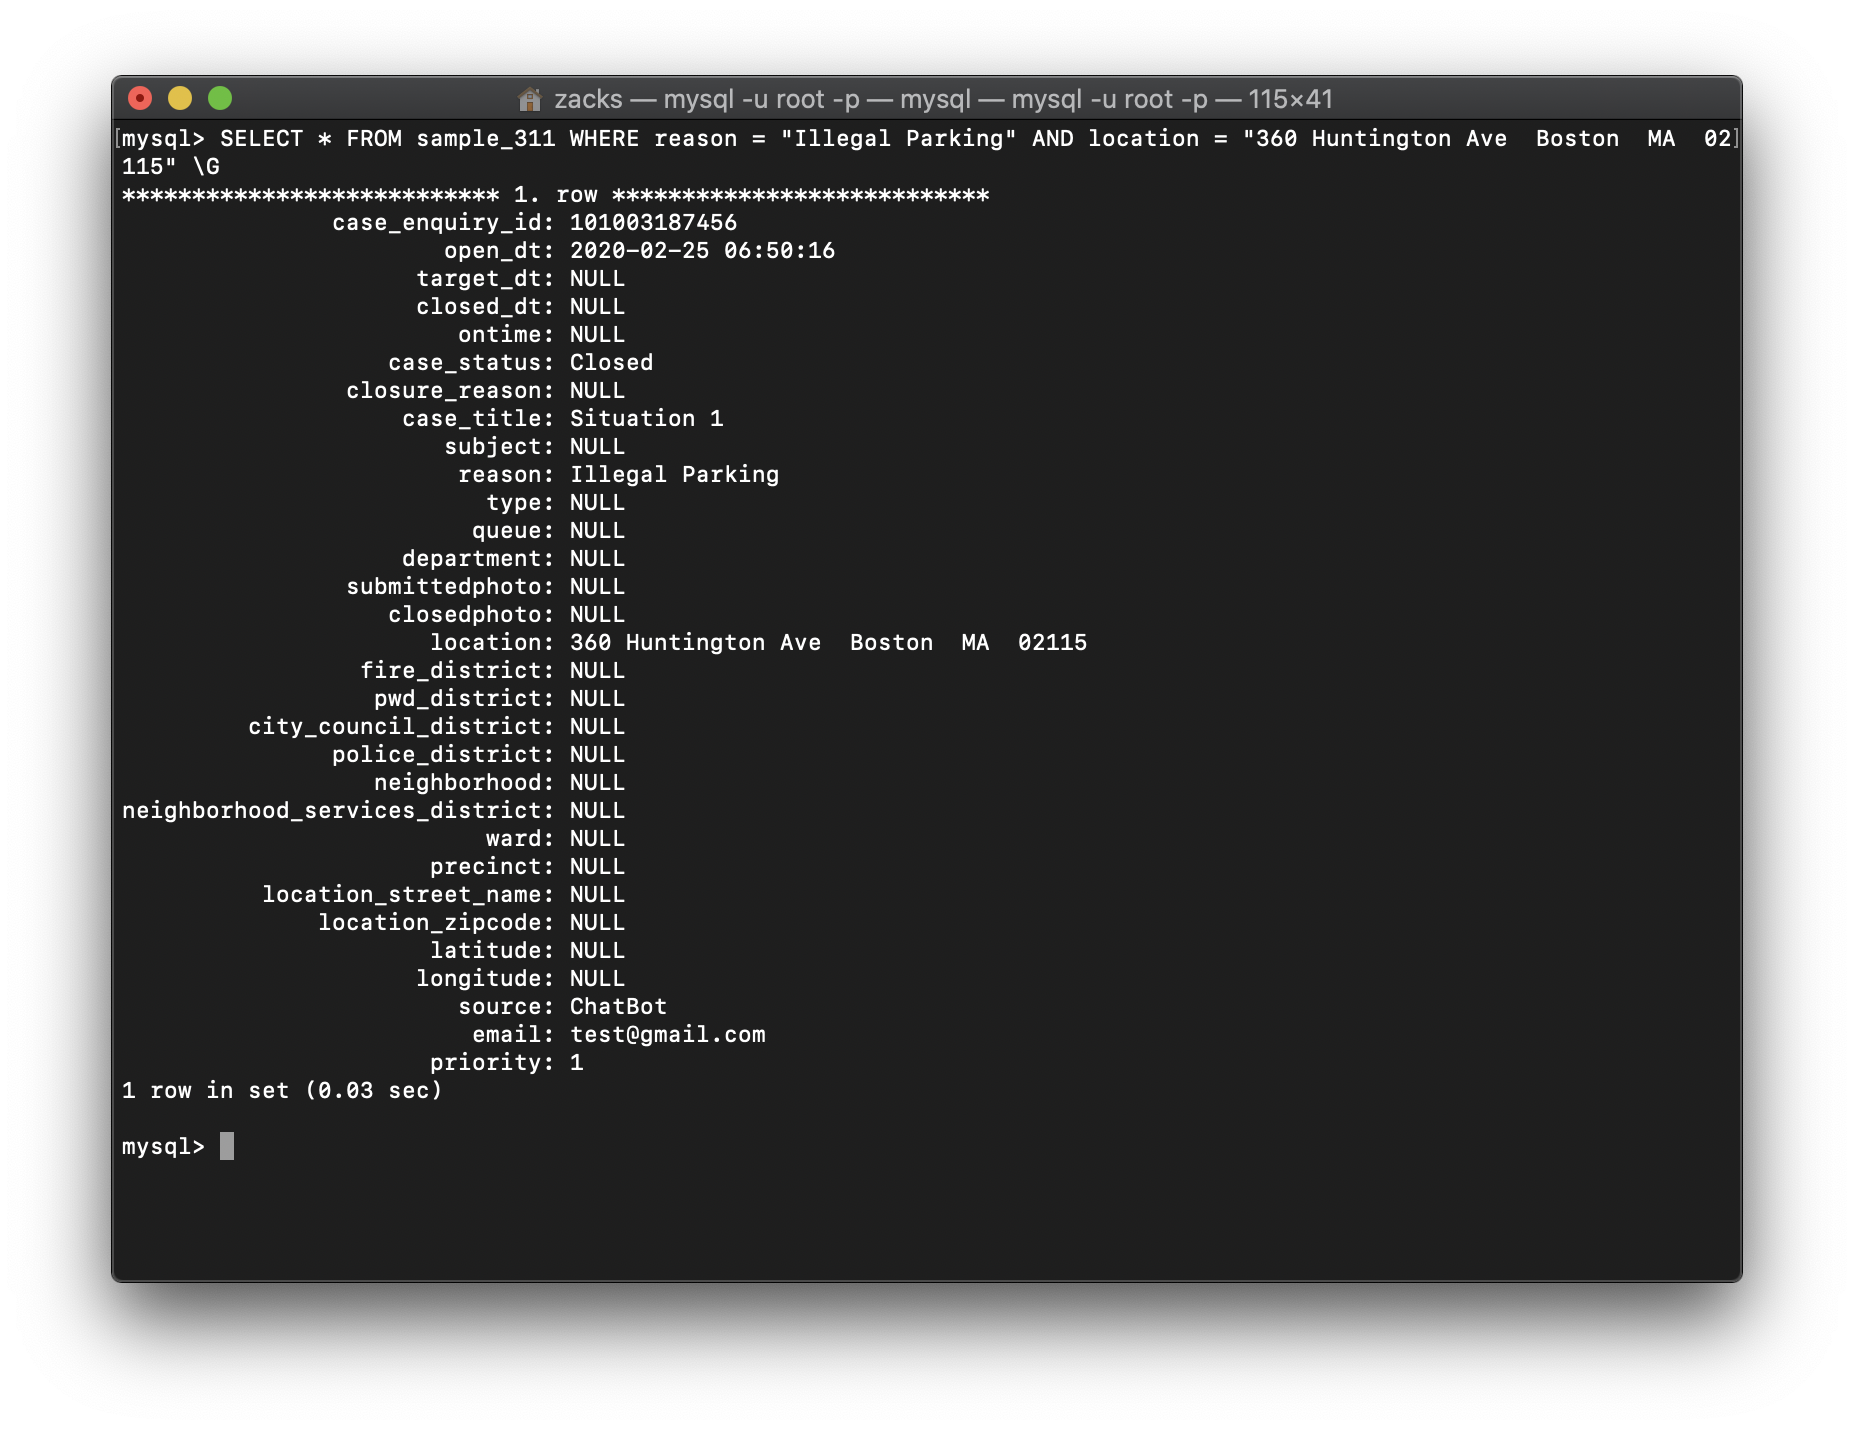 zacks — mysql -u root -p — mysql — mysql -u root -p — 115×41
[mysql> SELECT * FROM sample_311 WHERE reason = "Illegal Parking" AND location = "360 Huntington Ave  Boston  MA  02]
115" \G
*************************** 1. row ***************************
case_enquiry_id: 101003187456
open_dt: 2020-02-25 06:50:16
target_dt: NULL
closed_dt: NULL
ontime: NULL
case_status: Closed
closure_reason: NULL
case_title: Situation 1
subject: NULL
reason: Illegal Parking
type: NULL
queue: NULL
department: NULL
submittedphoto: NULL
closedphoto: NULL
location: 360 Huntington Ave  Boston  MA  02115
fire_district: NULL
pwd_district: NULL
city_council_district: NULL
police_district: NULL
neighborhood: NULL
neighborhood_services_district: NULL
ward: NULL
precinct: NULL
location_street_name: NULL
location_zipcode: NULL
latitude: NULL
longitude: NULL
source: ChatBot
email: test@gmail.com
priority: 1
1 row in set (0.03 sec)
mysql>